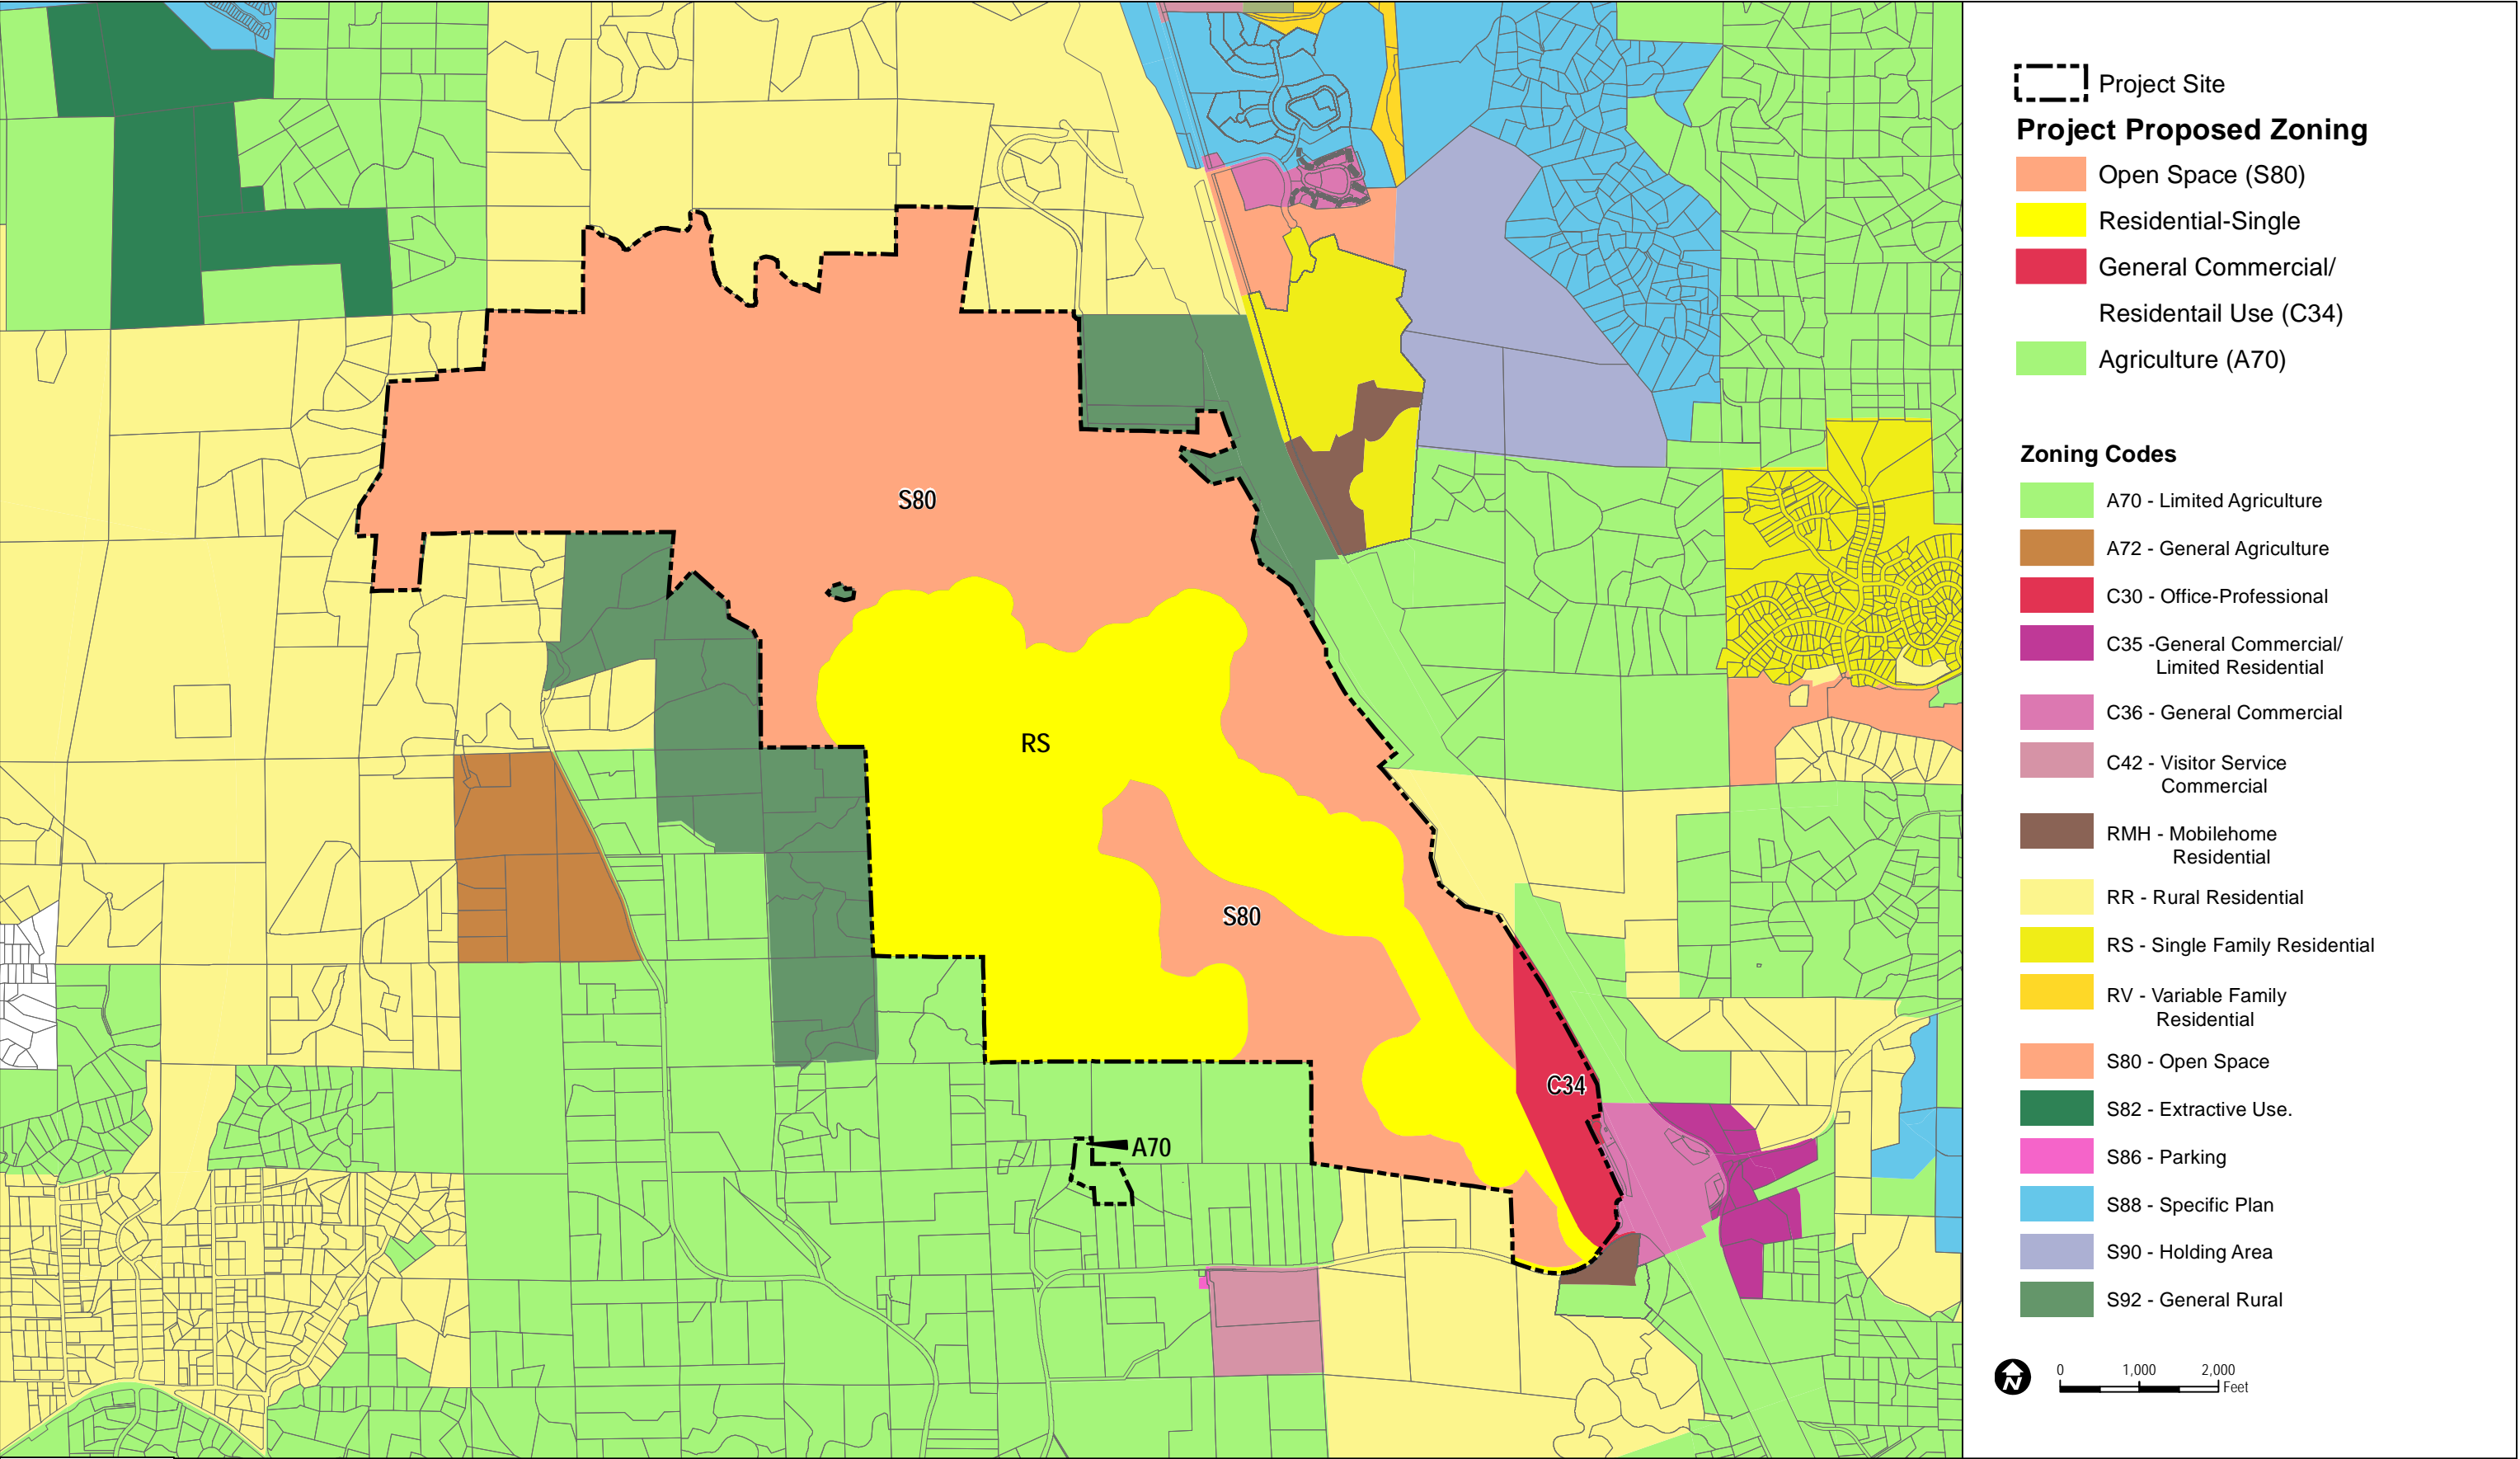 S80
RS
S80
C34
A70
Project Site
Project Proposed Zoning
Open Space (S80)
Residential-Single
General Commercial/
Residentail Use (C34)
Agriculture (A70)
Zoning Codes
A70 - Limited Agriculture
A72 - General Agriculture
C30 - Office-Professional
C35 -General Commercial/
Limited Residential
C36 - General Commercial
C42 - Visitor Service
Commercial
RMH - Mobilehome
Residential
RR - Rural Residential
RS - Single Family Residential
RV - Variable Family
Residential
S80 - Open Space
S82 - Extractive Use.
S86 - Parking
S88 - Specific Plan
S90 - Holding Area
S92 - General Rural
N
0 1,000 2,000
Feet